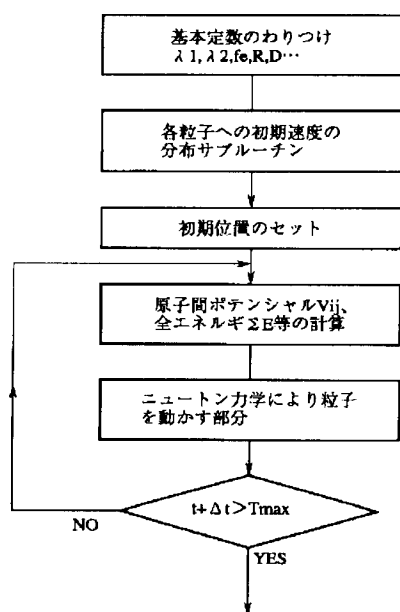 基本定数のわりつけ
λ1,λ2,fe,R,D…
各粒子への初期速度の
分布サブルーチン
初期位置のセット
原子間ポテンシャルVij、
全エネルギΣE等の計算
ニュートン力学により粒子
を動かす部分
t+Δt>Tmax
NO
YES